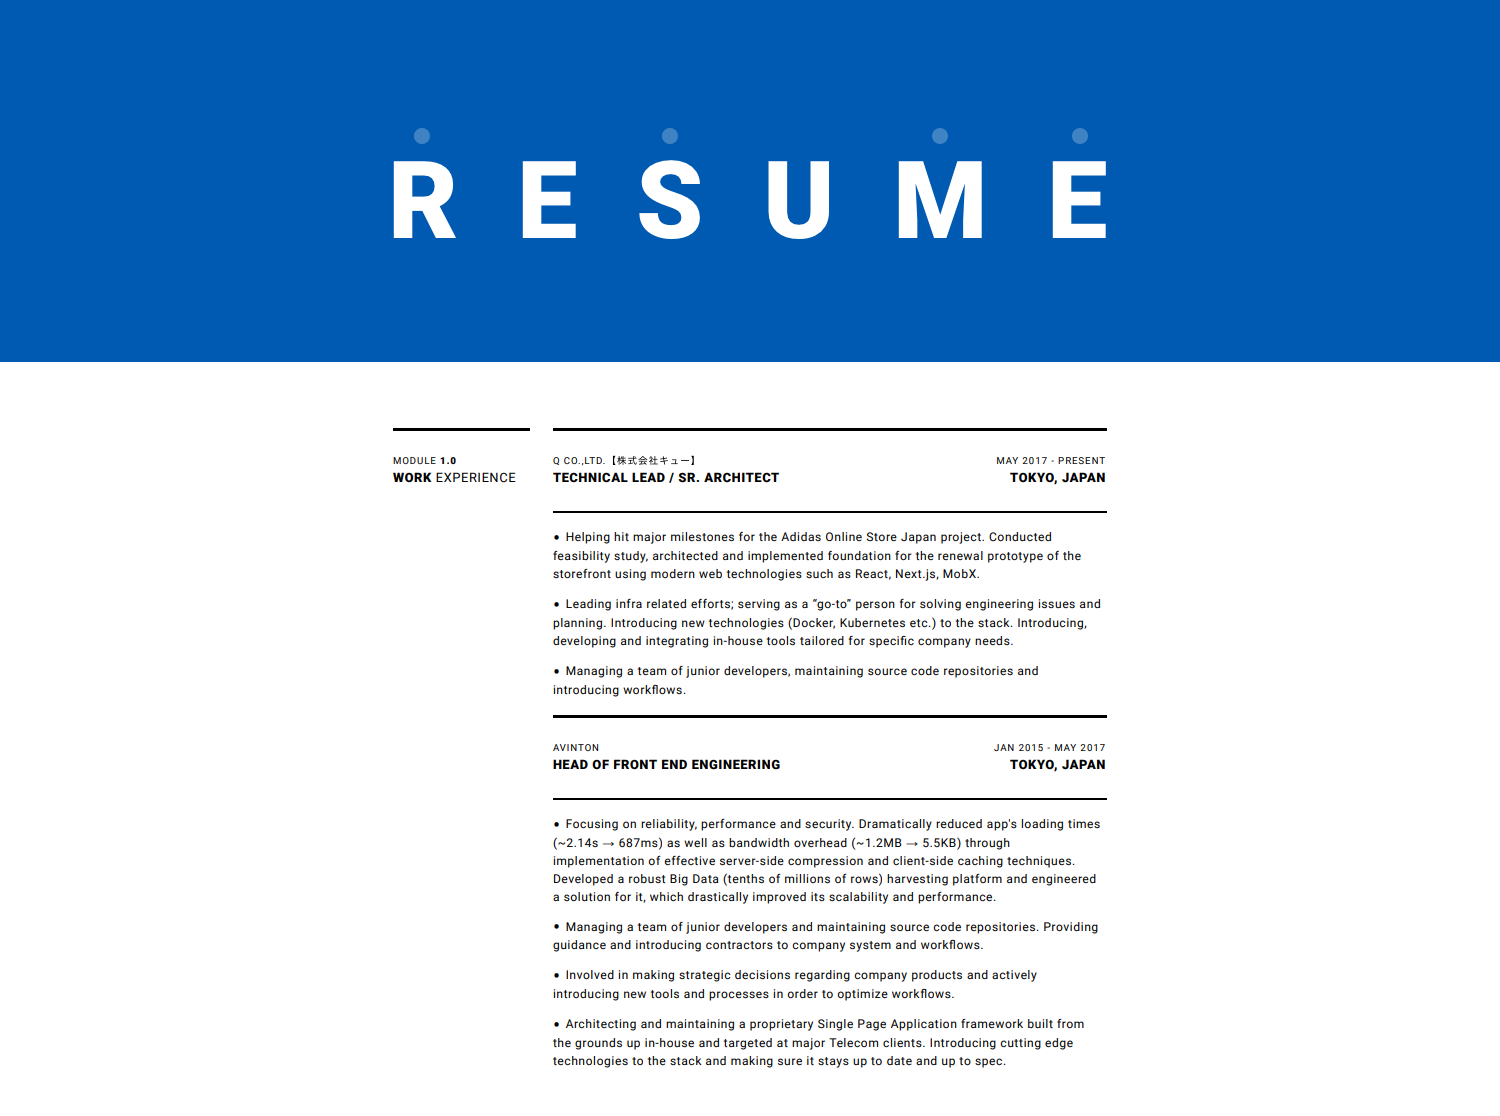 RESUME
MODULE 1.0
WORK EXPERIENCE
Q CO.,LTD.【株式会社キュー】
MAY 2017 - PRESENT
TECHNICAL LEAD / SR. ARCHITECT
TOKYO, JAPAN
• Helping hit major milestones for the Adidas Online Store Japan project. Conducted
feasibility study, architected and implemented foundation for the renewal prototype of the
storefront using modern web technologies such as React, Next.js, MobX.
• Leading infra related efforts; serving as a “go-to” person for solving engineering issues and
planning. Introducing new technologies (Docker, Kubernetes etc.) to the stack. Introducing,
developing and integrating in-house tools tailored for specific company needs.
• Managing a team of junior developers, maintaining source code repositories and
introducing workflows.
AVINTON
JAN 2015 - MAY 2017
HEAD OF FRONT END ENGINEERING
TOKYO, JAPAN
• Focusing on reliability, performance and security. Dramatically reduced app's loading times
(~2.14s → 687ms) as well as bandwidth overhead (~1.2MB → 5.5KB) through
implementation of effective server-side compression and client-side caching techniques.
Developed a robust Big Data (tenths of millions of rows) harvesting platform and engineered
a solution for it, which drastically improved its scalability and performance.
• Managing a team of junior developers and maintaining source code repositories. Providing
guidance and introducing contractors to company system and workflows.
• Involved in making strategic decisions regarding company products and actively
introducing new tools and processes in order to optimize workflows.
• Architecting and maintaining a proprietary Single Page Application framework built from
the grounds up in-house and targeted at major Telecom clients. Introducing cutting edge
technologies to the stack and making sure it stays up to date and up to spec.